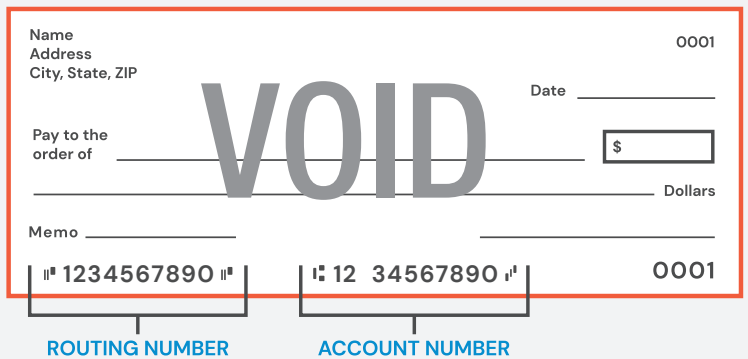 Name
0001
Address
City, State, ZIP
VOID
Date
Pay to the
order of
$
Dollars
Memo
1234567890
12 34567890
0001
ROUTING NUMBER
ACCOUNT NUMBER